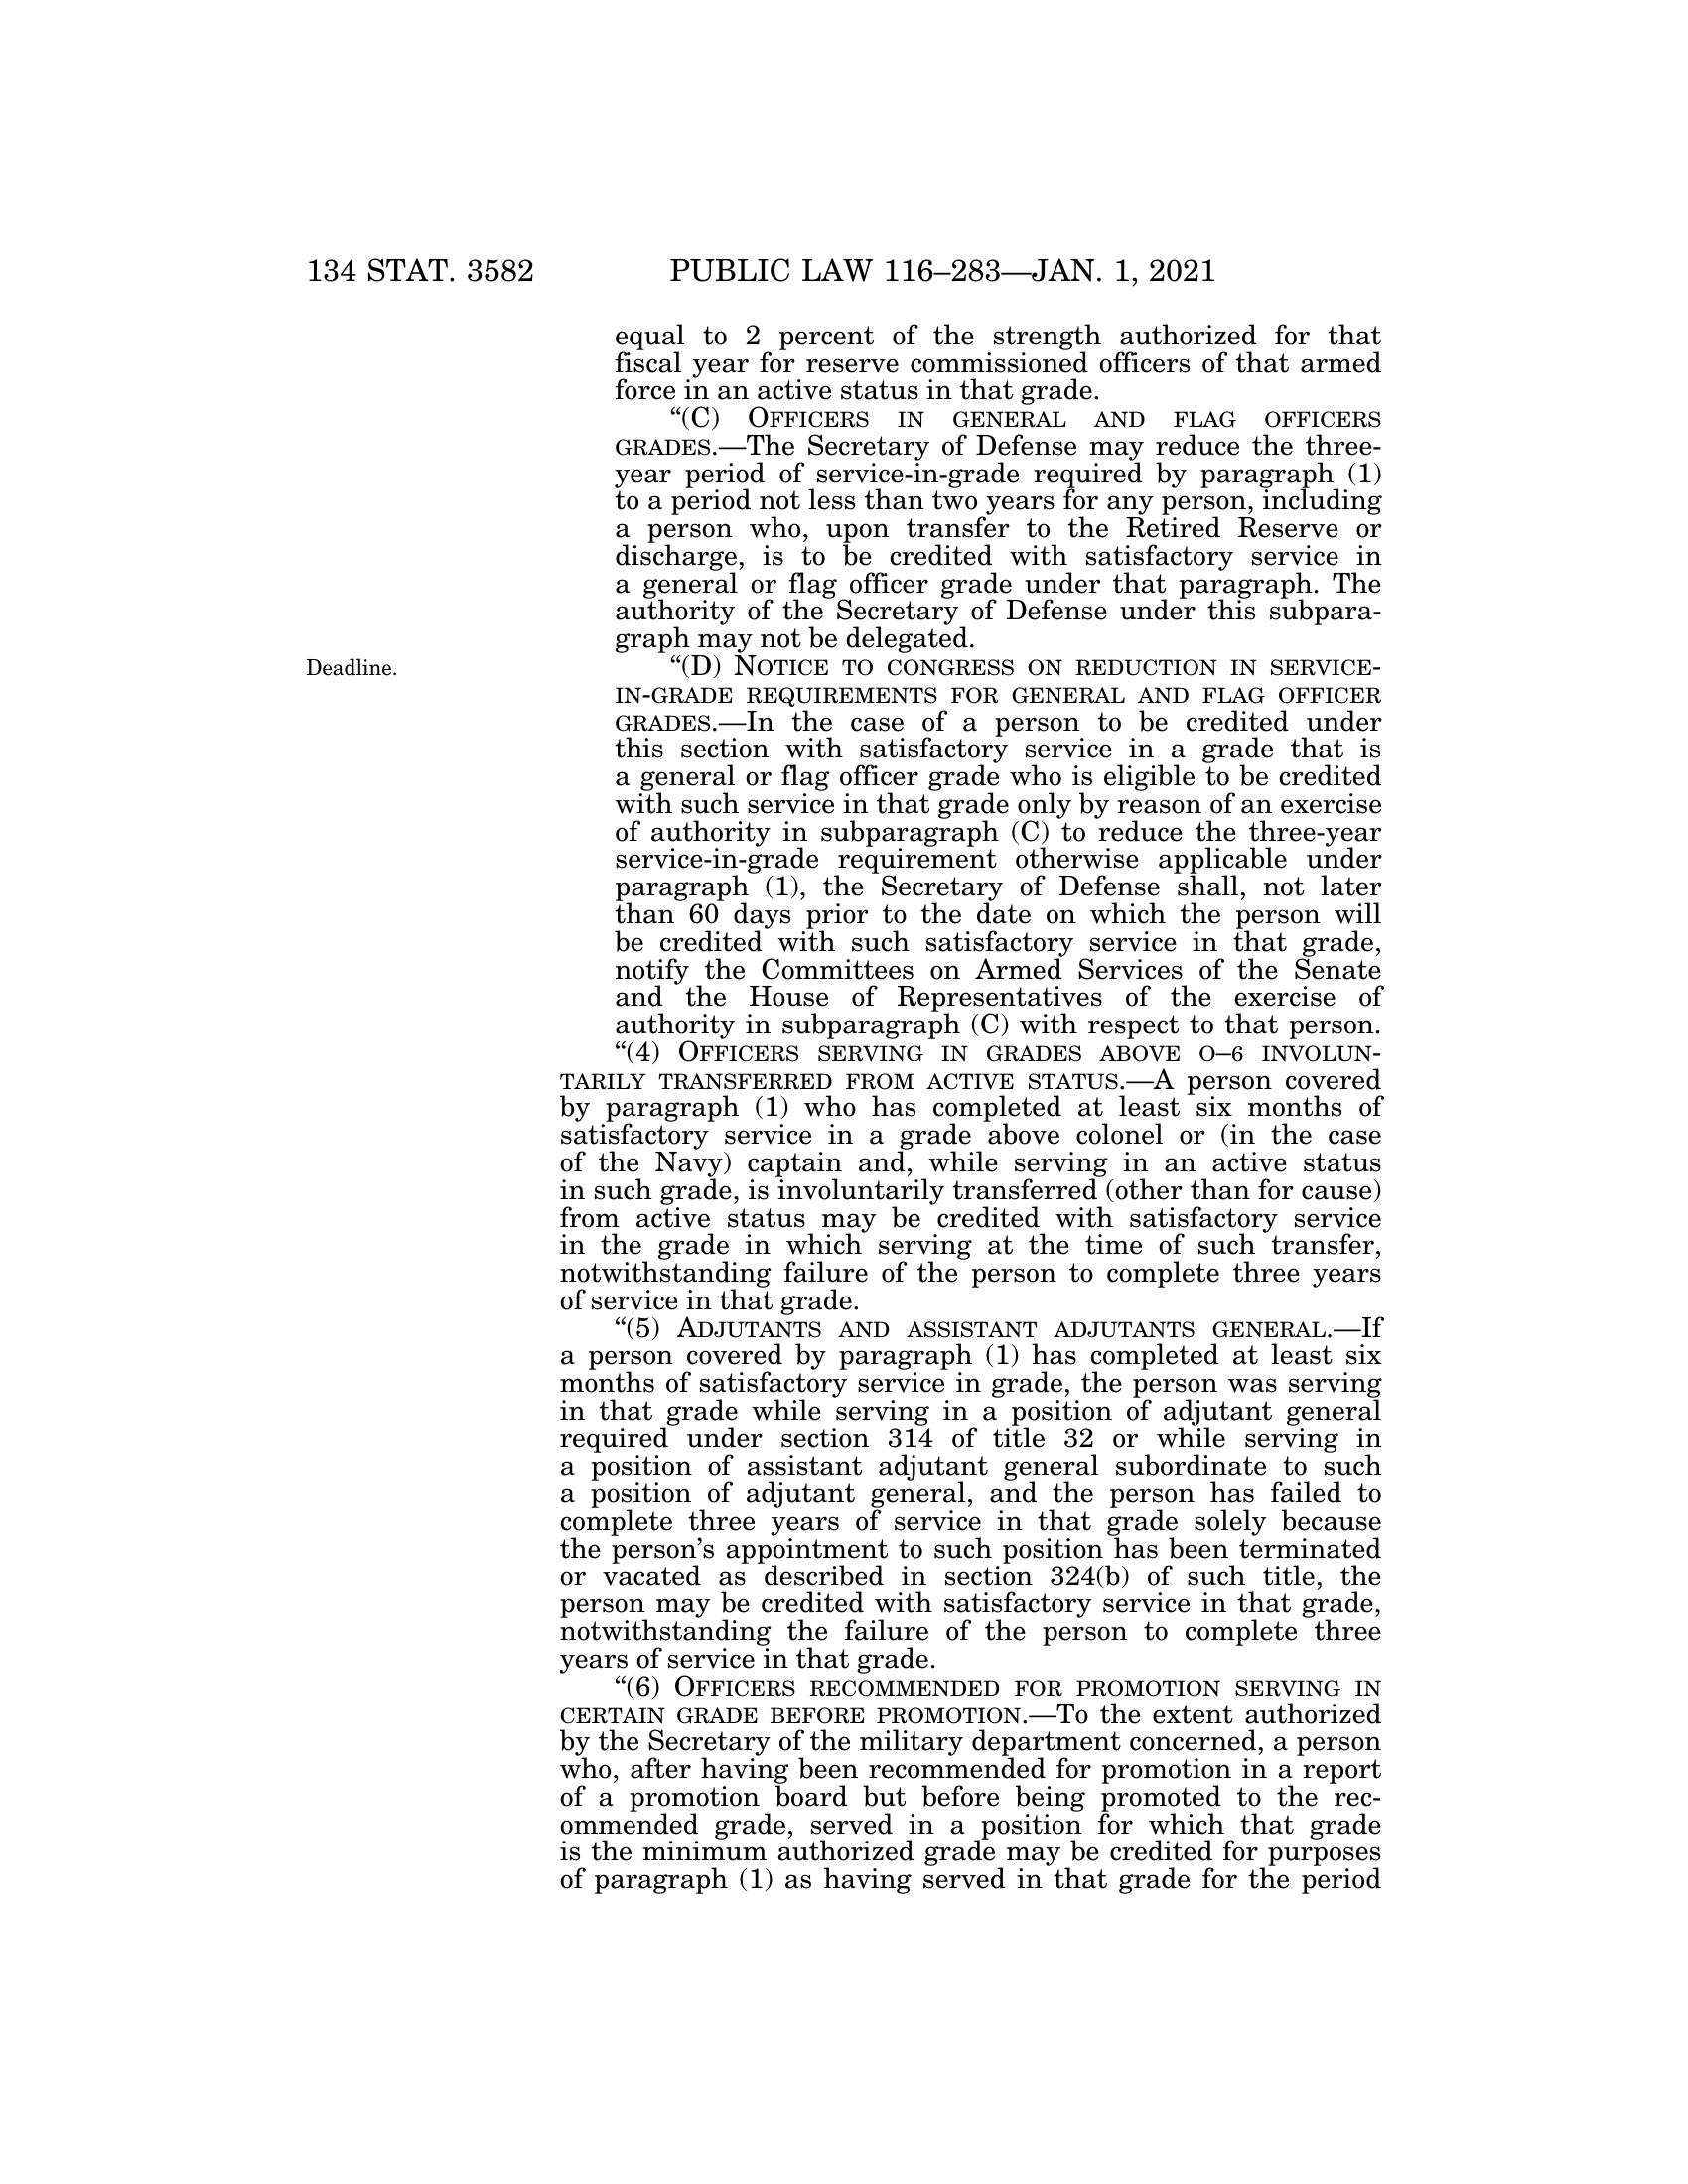 134 STAT. 3582 PUBLIC LAW 116–283—JAN. 1, 2021
equal to 2 percent of the strength authorized for that
fiscal year for reserve commissioned officers of that armed
force in an active status in that grade.
“(C) OFFICERS IN GENERAL AND FLAG OFFICERS
GRADES.—The Secretary of Defense may reduce the three-
year period of service-in-grade required by paragraph (1)
to a period not less than two years for any person, including
a person who, upon transfer to the Retired Reserve or
discharge, is to be credited with satisfactory service in
a general or flag officer grade under that paragraph. The
authority of the Secretary of Defense under this subpara-
graph may not be delegated.
Deadline.
“(D) NOTICE TO CONGRESS ON REDUCTION IN SERVICE-
IN-GRADE REQUIREMENTS FOR GENERAL AND FLAG OFFICER
GRADES.—In the case of a person to be credited under
this section with satisfactory service in a grade that is
a general or flag officer grade who is eligible to be credited
with such service in that grade only by reason of an exercise
of authority in subparagraph (C) to reduce the three-year
service-in-grade requirement otherwise applicable under
paragraph (1), the Secretary of Defense shall, not later
than 60 days prior to the date on which the person will
be credited with such satisfactory service in that grade,
notify the Committees on Armed Services of the Senate
and the House of Representatives of the exercise of
authority in subparagraph (C) with respect to that person.
“(4) OFFICERS SERVING IN GRADES ABOVE O–6 INVOLUN-
TARILY TRANSFERRED FROM ACTIVE STATUS.—A person covered
by paragraph (1) who has completed at least six months of
satisfactory service in a grade above colonel or (in the case
of the Navy) captain and, while serving in an active status
in such grade, is involuntarily transferred (other than for cause)
from active status may be credited with satisfactory service
in the grade in which serving at the time of such transfer,
notwithstanding failure of the person to complete three years
of service in that grade.
“(5) ADJUTANTS AND ASSISTANT ADJUTANTS GENERAL.—If
a person covered by paragraph (1) has completed at least six
months of satisfactory service in grade, the person was serving
in that grade while serving in a position of adjutant general
required under section 314 of title 32 or while serving in
a position of assistant adjutant general subordinate to such
a position of adjutant general, and the person has failed to
complete three years of service in that grade solely because
the person’s appointment to such position has been terminated
or vacated as described in section 324(b) of such title, the
person may be credited with satisfactory service in that grade,
notwithstanding the failure of the person to complete three
years of service in that grade.
“(6) OFFICERS RECOMMENDED FOR PROMOTION SERVING IN
CERTAIN GRADE BEFORE PROMOTION.—To the extent authorized
by the Secretary of the military department concerned, a person
who, after having been recommended for promotion in a report
of a promotion board but before being promoted to the rec-
ommended grade, served in a position for which that grade
is the minimum authorized grade may be credited for purposes
of paragraph (1) as having served in that grade for the period